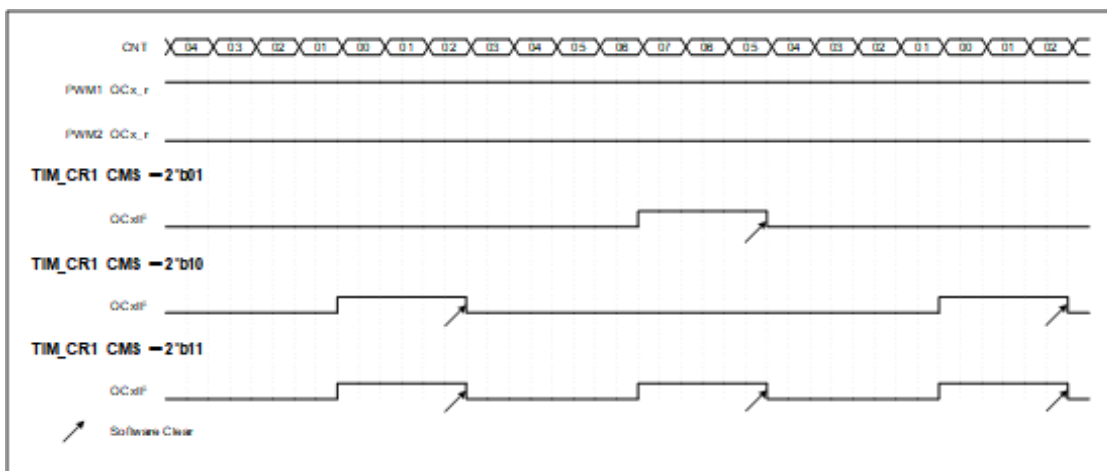 CNT 04 03 02 01 00 01 02 03 04 05 06 07 06 05 04 03 02 01 00 01 02
PWM1 OCx_r
PWM2 OCx_r
TIM_CR1 CMS =2'b01
OCxIF
TIM_CR1 CMS =2'b10
OCxIF
TIM_CR1 CMS =2'b11
OCxIF
Software Clear